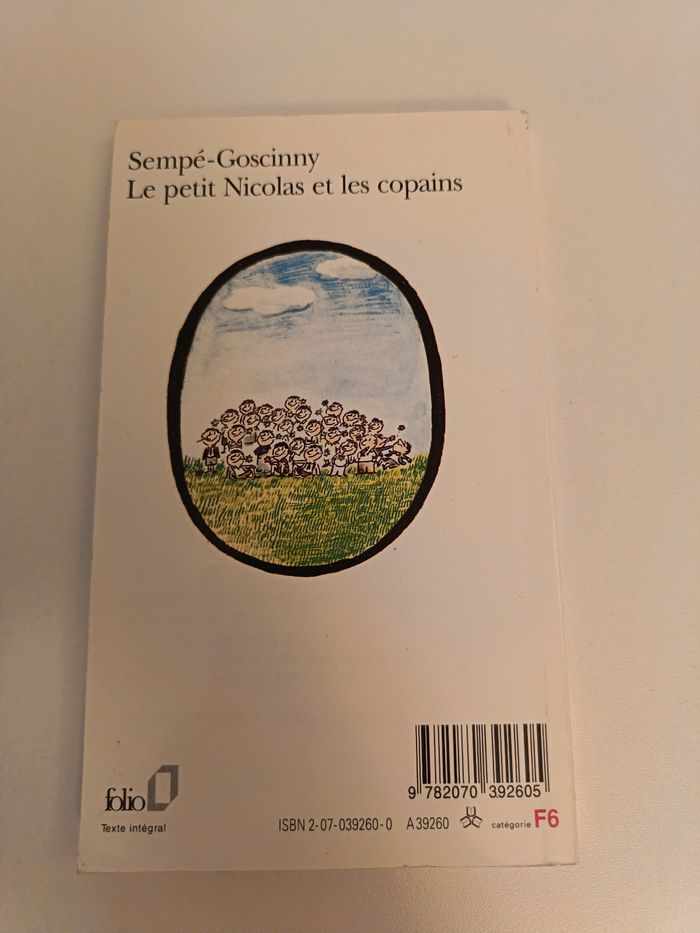 Sempé-Goscinny
Le petit Nicolas et les copains
9 782070 392605
folio
Texte intégral
ISBN 2-07-039260-0 A 39260 catégorie F6